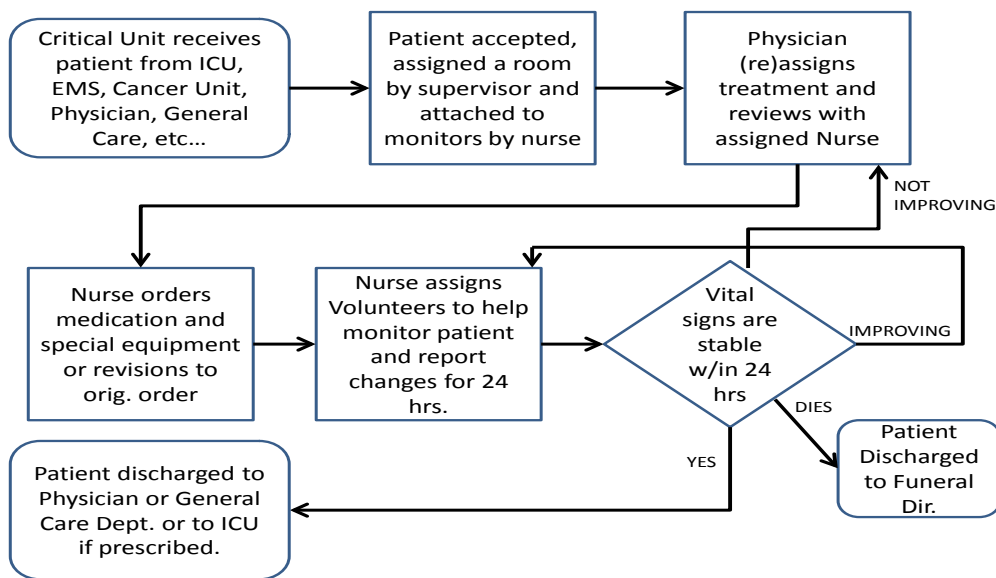 Critical Unit receives
patient from ICU,
EMS, Cancer Unit,
Physician, General
Care, etc...
Patient accepted,
assigned a room
by supervisor and
attached to
monitors by nurse
Physician
(re)assigns
treatment and
reviews with
assigned Nurse
NOT
IMPROVING
Nurse orders
medication and
special equipment
or revisions to
orig. order
Nurse assigns
Volunteers to help
monitor patient
and report
changes for 24
hrs.
Vital
signs are
stable
w/in 24
hrs
IMPROVING
DIES
YES
Patient discharged to
Physician or General
Care Dept. or to ICU
if prescribed.
Patient
Discharged
to Funeral
Dir.